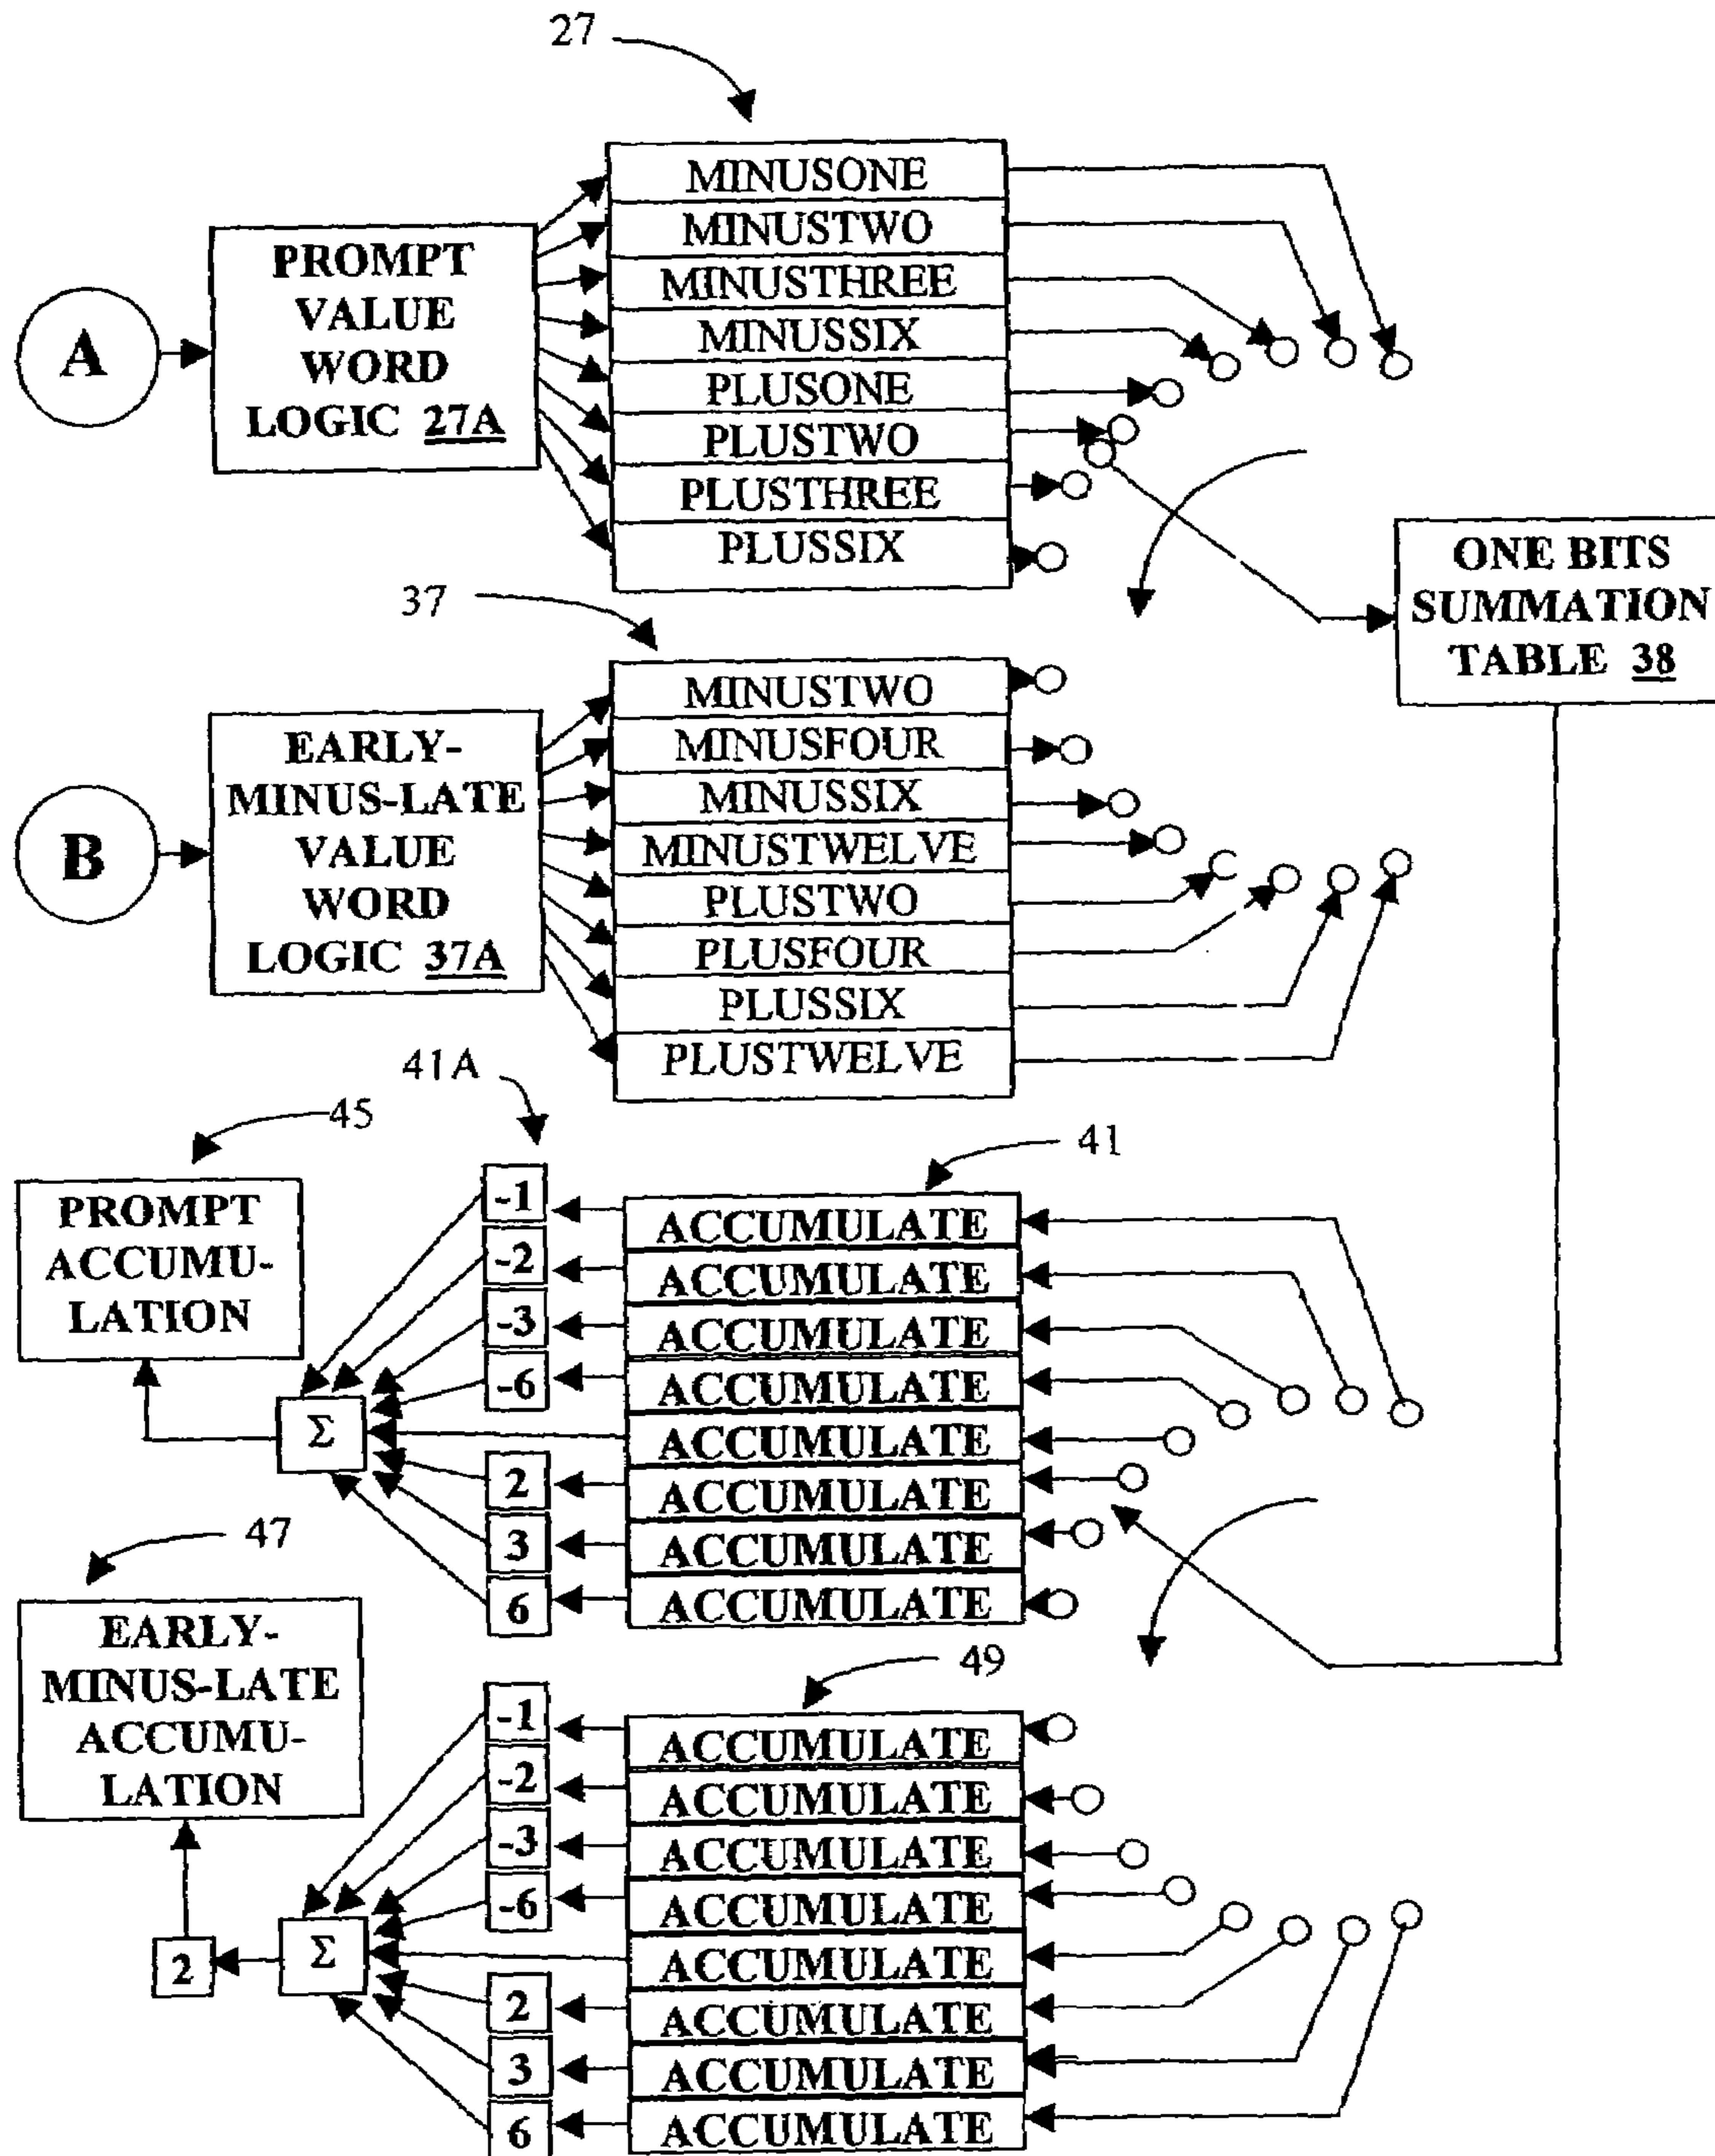 27
MINUSONE
MINUSTWO
MINUSTHREE
MINUSSIX
PLUSONE
PLUSTWO
PLUSTHREE
PLUSSIX
A
PROMPT
VALUE
WORD
LOGIC 27A
ONE BITS
SUMMATION
TABLE 38
37
MINUSTWO
MINUSFOUR
MINUSSIX
MINUSTWELVE
PLUSTWO
PLUSFOUR
PLUSSIX
PLUSTWELVE
B
EARLY-
MINUS-LATE
VALUE
WORD
LOGIC 37A
41A
45
41
PROMPT
ACCUMU-
LATION
-1
-2
-3
-6
2
3
6
Σ
ACCUMULATE
ACCUMULATE
ACCUMULATE
ACCUMULATE
ACCUMULATE
ACCUMULATE
ACCUMULATE
ACCUMULATE
47
EARLY-
MINUS-LATE
ACCUMU-
LATION
49
-1
-2
-3
-6
2
3
6
Σ
2
ACCUMULATE
ACCUMULATE
ACCUMULATE
ACCUMULATE
ACCUMULATE
ACCUMULATE
ACCUMULATE
ACCUMULATE